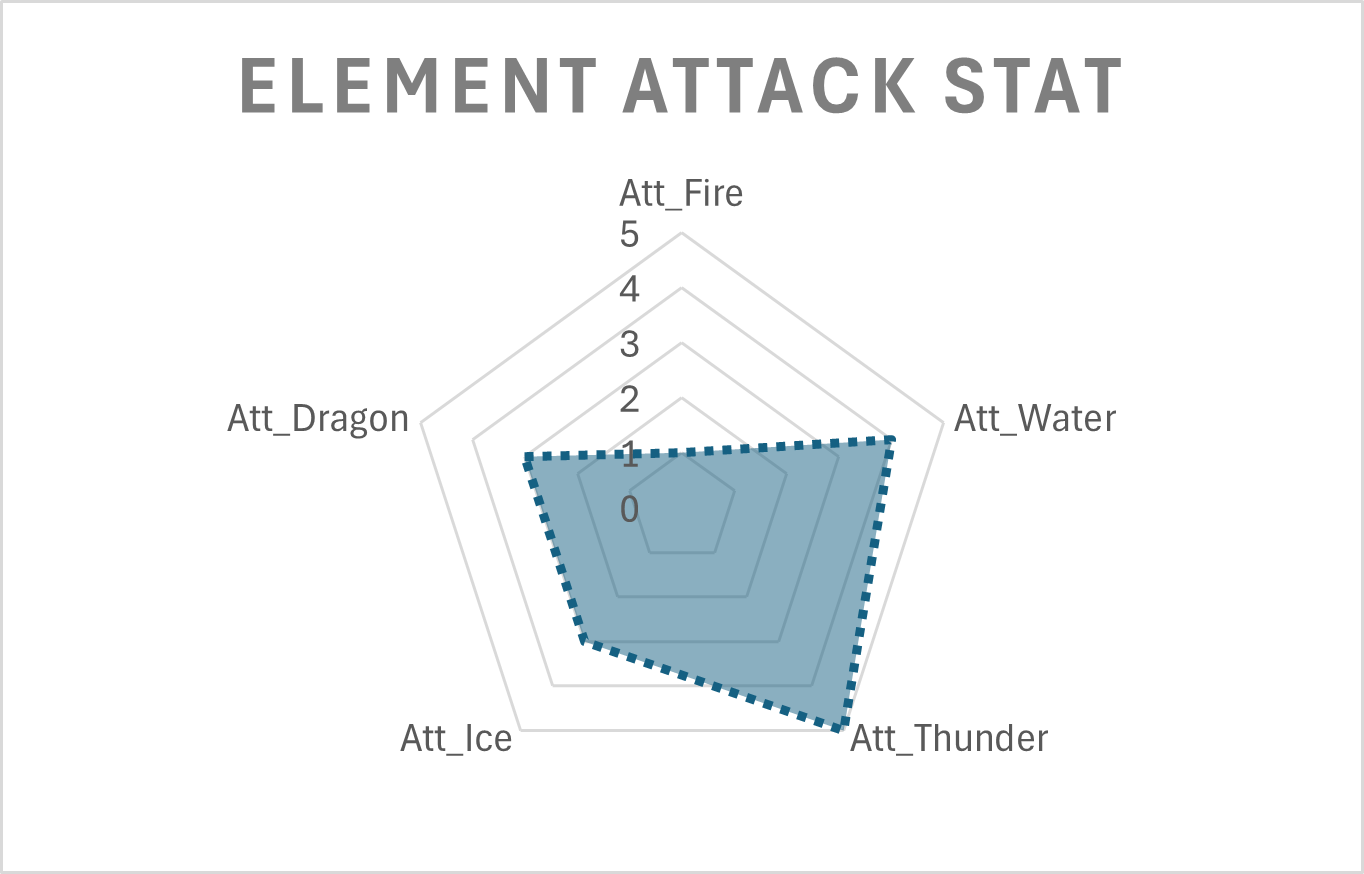 ELEMENT ATTACK STAT
Att_Fire
5
4
3
2
1
0
Att_Dragon
Att_Water
Att_Ice
Att_Thunder